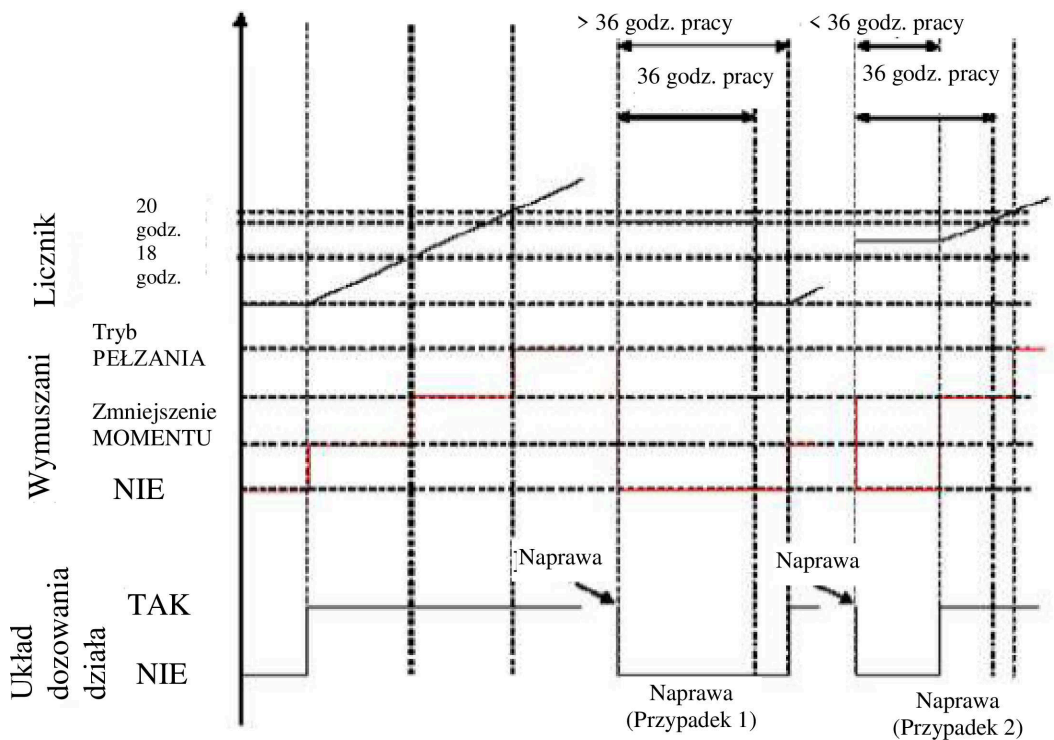 > 36 godz. pracy
< 36 godz. pracy
36 godz. pracy
36 godz. pracy
Licznik
20
godz.
18
godz.
Wymuszani
Tryb
PEŁZANIA
Zmniejszenie
MOMENTU
NIE
Naprawa
Naprawa
Układ
dozowania
działa
TAK
NIE
Naprawa
(Przypadek 1)
Naprawa
(Przypadek 2)